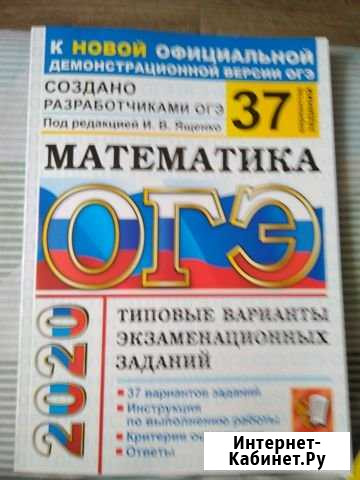 К НОВОЙ ОФИЦИАЛЬНОЙ
ДЕМОНСТРАЦИОННОЙ ВЕРСИИ ОГЭ
СОЗДАНО
РАЗРАБОТЧИКАМИ ОГЭ
Под редакцией И. В. Ященко
37
МАТЕМАТИКА
ОГЭ
2020
ТИПОВЫЕ ВАРИАНТЫ
ЭКЗАМЕНАЦИОННЫХ
ЗАДАНИЙ
• 37 вариантов заданий
• Инструкция
по выполнению работы
• Критерии
• Ответы
Интернет-
Кабинет.Ру